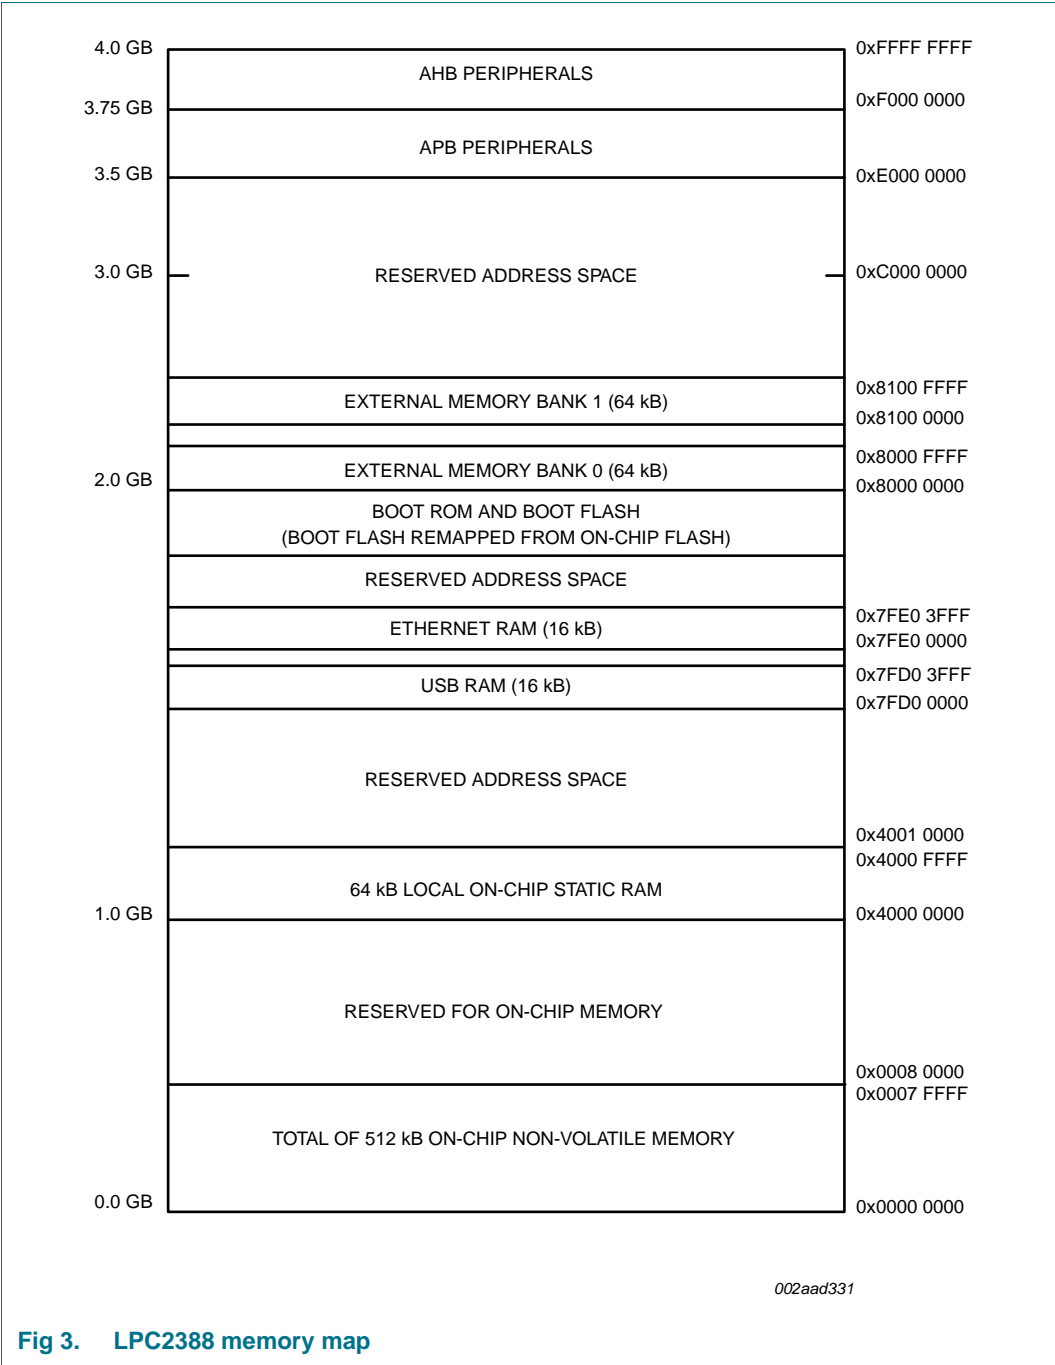 4.0 GB 0xFFFF FFFF
AHB PERIPHERALS
3.75 GB 0xF000 0000
APB PERIPHERALS
3.5 GB 0xE000 0000
3.0 GB RESERVED ADDRESS SPACE 0xC000 0000
0x8100 FFFF
EXTERNAL MEMORY BANK 1 (64 kB)
0x8100 0000
0x8000 FFFF
EXTERNAL MEMORY BANK 0 (64 kB)
2.0 GB 0x8000 0000
BOOT ROM AND BOOT FLASH
(BOOT FLASH REMAPPED FROM ON-CHIP FLASH)
RESERVED ADDRESS SPACE
0x7FE0 3FFF
ETHERNET RAM (16 kB)
0x7FE0 0000
0x7FD0 3FFF
USB RAM (16 kB)
0x7FD0 0000
RESERVED ADDRESS SPACE
0x4001 0000
0x4000 FFFF
64 kB LOCAL ON-CHIP STATIC RAM
1.0 GB 0x4000 0000
RESERVED FOR ON-CHIP MEMORY
0x0008 0000
0x0007 FFFF
TOTAL OF 512 kB ON-CHIP NON-VOLATILE MEMORY
0.0 GB 0x0000 0000
002aad331
Fig 3. LPC2388 memory map